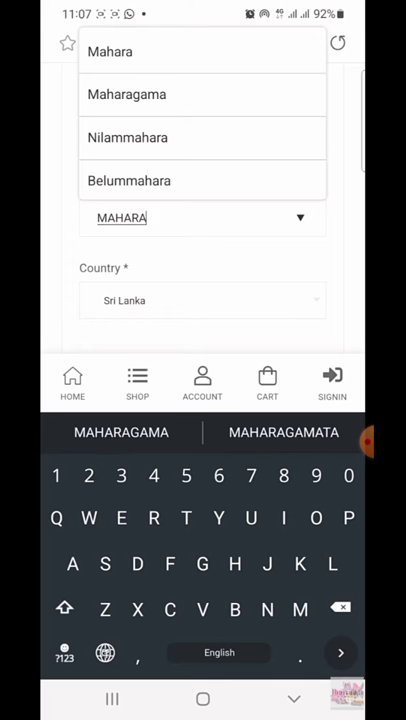 11:07 92%
Mahara
Maharagama
Nilammahara
Belummahara
MAHARA
Country *
Sri Lanka
HOME SHOP ACCOUNT CART SIGNIN
MAHARAGAMA MAHARAGAMATA
1 2 3 4 5 6 7 8 9 0
Q W E R T Y U I O P
A S D F G H J K L
Z X C V B N M
?123 , English .